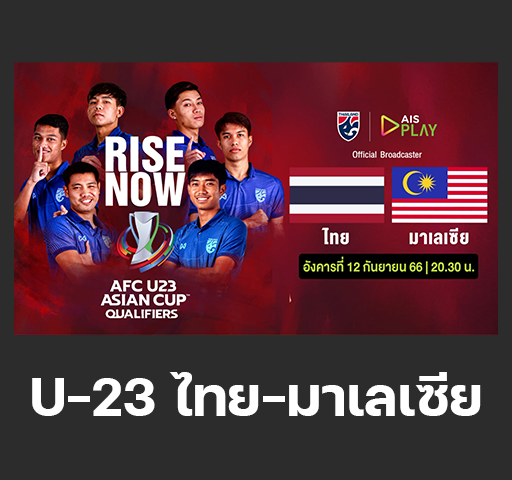 RISE
NOW
AFC U23
ASIAN CUP™
QUALIFIERS
THAILAND
AIS
PLAY
Official Broadcaster
ไทย
มาเลเซีย
อังคารที่ 12 กันยายน 66 | 20.30 น.
U-23 ไทย-มาเลเซีย